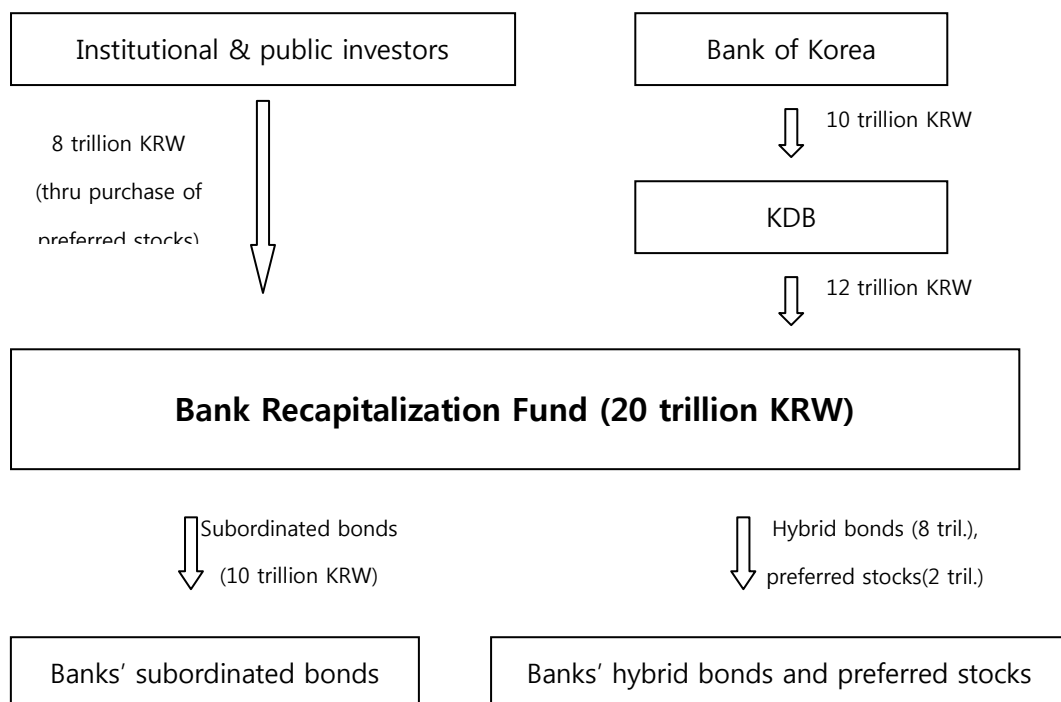 Institutional & public investors
Bank of Korea
8 trillion KRW
(thru purchase of
preferred stocks)
10 trillion KRW
KDB
12 trillion KRW
Bank Recapitalization Fund (20 trillion KRW)
Subordinated bonds
(10 trillion KRW)
Hybrid bonds (8 tril.),
preferred stocks(2 tril.)
Banks’ subordinated bonds
Banks’ hybrid bonds and preferred stocks